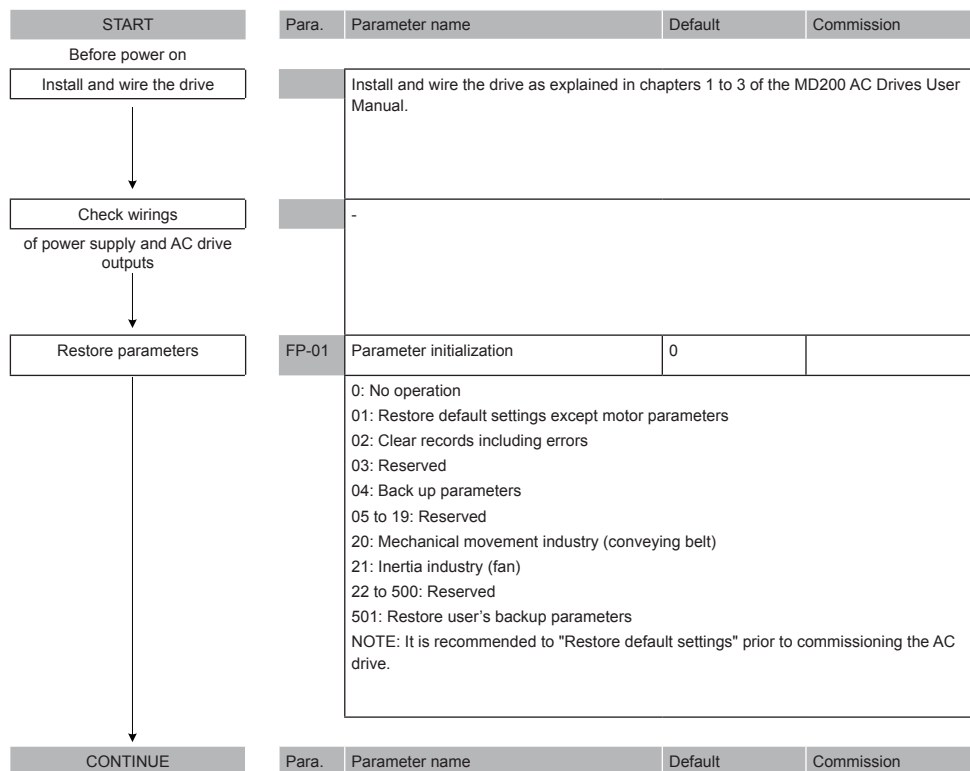 START
Para. Parameter name Default Commission
Before power on
Install and wire the drive
Install and wire the drive as explained in chapters 1 to 3 of the MD200 AC Drives User
Manual.
Check wirings
-
of power supply and AC drive
outputs
Restore parameters
FP-01 Parameter initialization 0
0: No operation
01: Restore default settings except motor parameters
02: Clear records including errors
03: Reserved
04: Back up parameters
05 to 19: Reserved
20: Mechanical movement industry (conveying belt)
21: Inertia industry (fan)
22 to 500: Reserved
501: Restore user’s backup parameters
NOTE: It is recommended to "Restore default settings" prior to commissioning the AC
drive.
CONTINUE
Para. Parameter name Default Commission